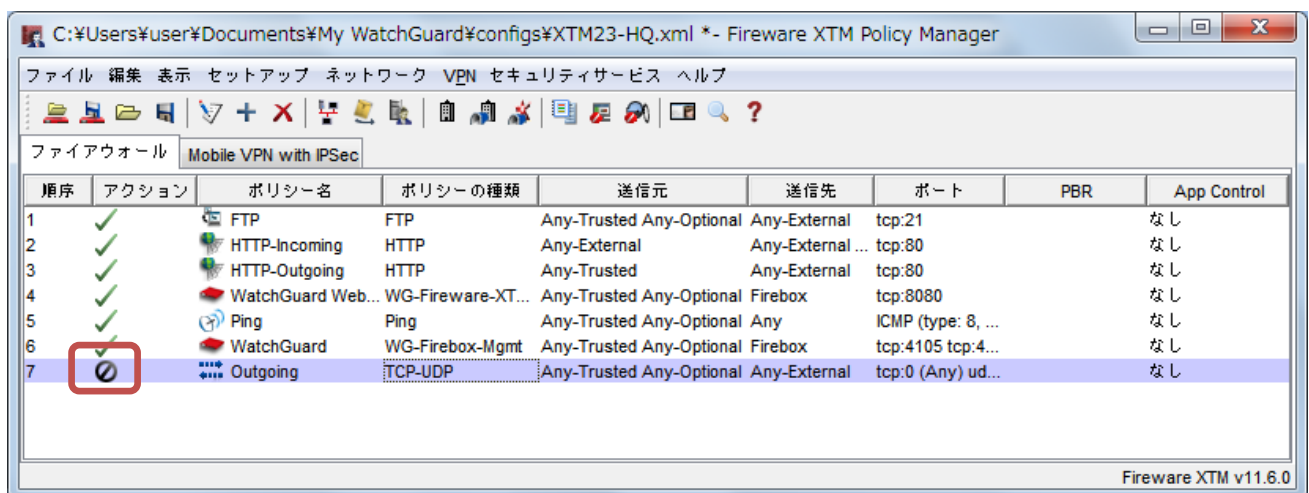 C:¥Users¥user¥Documents¥My WatchGuard¥configs¥XTM23-HQ.xml *- Fireware XTM Policy Manager
ファイル 編集 表示 セットアップ ネットワーク VPN セキュリティサービス ヘルプ
ファイアウォール Mobile VPN with IPSec
順序 アクション ポリシー名 ポリシーの種類 送信元 送信先 ポート PBR App Control
1 FTP FTP Any-Trusted Any-Optional Any-External tcp:21 なし
2 HTTP-Incoming HTTP Any-External Any-External ... tcp:80 なし
3 HTTP-Outgoing HTTP Any-Trusted Any-External tcp:80 なし
4 WatchGuard Web... WG-Fireware-XT... Any-Trusted Any-Optional Firebox tcp:8080 なし
5 Ping Ping Any-Trusted Any-Optional Any ICMP (type: 8, ... なし
6 WatchGuard WG-Firebox-Mgmt Any-Trusted Any-Optional Firebox tcp:4105 tcp:4... なし
7 Outgoing TCP-UDP Any-Trusted Any-Optional Any-External tcp:0 (Any) ud... なし
Fireware XTM v11.6.0